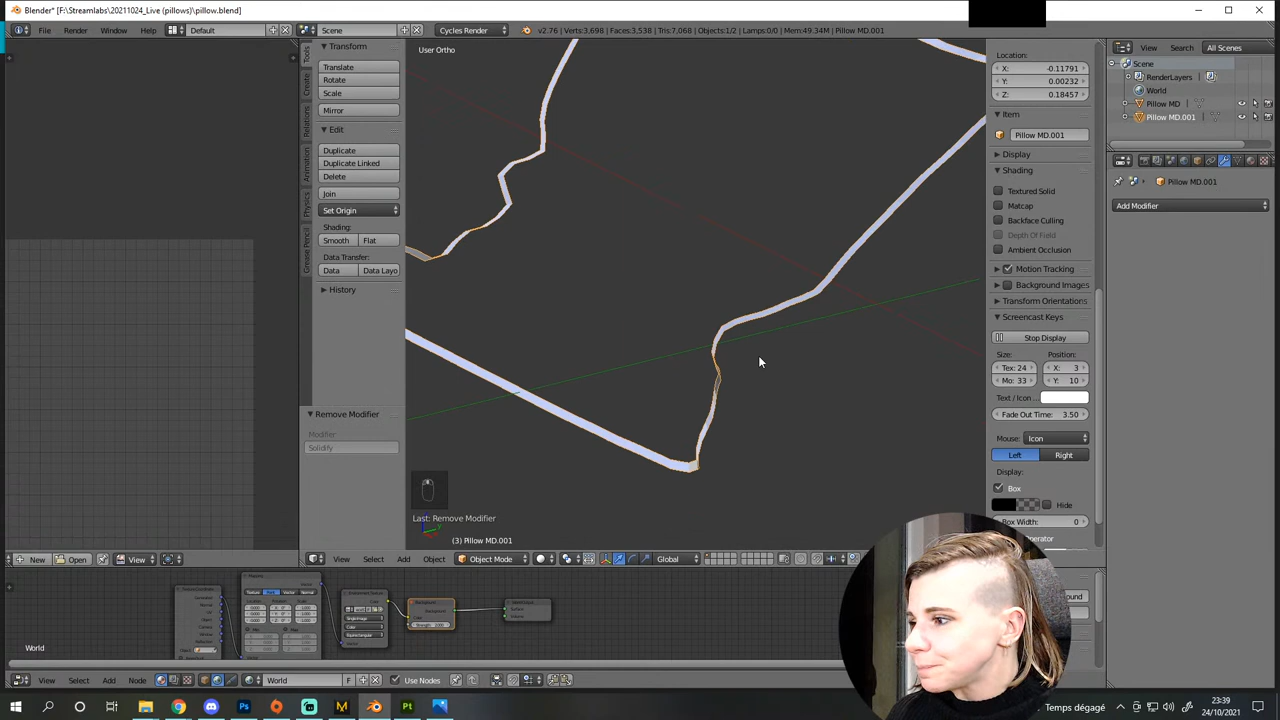 Blender* [F:\Streamlabs\20211024_Live (pillows)\pillow.blend]
File Render Window Help Default Scene Cycles Render v2.76 | Verts:3,698 | Faces:3,538 | Tris:7,068 | Objects:1/2 | Lamps:0/0 | Mem:49.34M | Pillow MD.001
Tools
Create
Relations
Animation
Physics
Grease Pencil
Transform
Translate
Rotate
Scale
Mirror
Edit
Duplicate
Duplicate Linked
Delete
Join
Set Origin
Shading:
Smooth Flat
Data Transfer:
Data Data Layo
History
Remove Modifier
Modifier
Solidify
User Ortho
Last: Remove Modifier
(3) Pillow MD.001
Location:
X: -0.11791
Y: 0.00232
Z: 0.18457
Item
Pillow MD.001
Display
Shading
Textured Solid
Matcap
Backface Culling
Depth Of Field
Ambient Occlusion
Motion Tracking
Background Images
Transform Orientations
Screencast Keys
Stop Display
Size: Position:
Tex: 24 X: 3
Mo: 33 Y: 10
Text / Icon
Fade Out Time: 3.50
Mouse: Icon
Left Right
Display:
Box Hide
Box Width: 0
View Search All Scenes
Scene
RenderLayers
World
Pillow MD
Pillow MD.001
Pillow MD.001
Add Modifier
New Open View
View Select Add Object Object Mode Global
World
View Select Add Node World F Use Nodes
Temps dégagé
23:39
24/10/2021